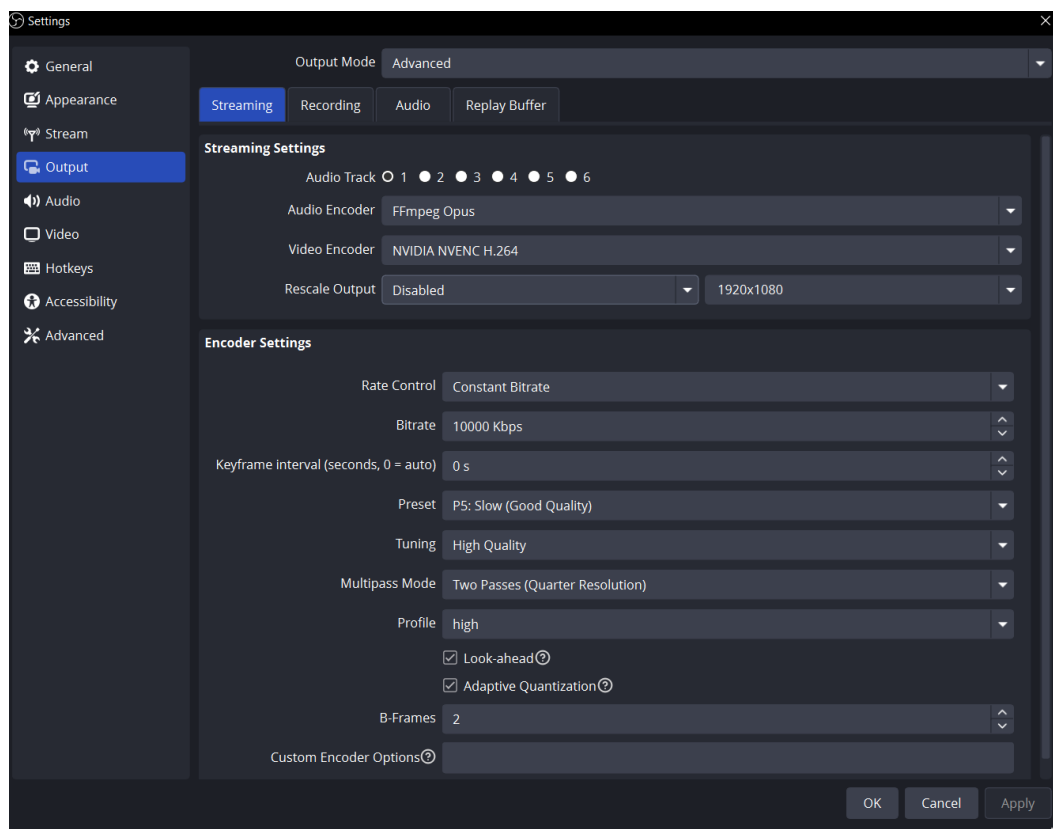 Settings
General
Appearance
Stream
Output
Audio
Video
Hotkeys
Accessibility
Advanced
Output Mode Advanced
Streaming Recording Audio Replay Buffer
Streaming Settings
Audio Track 1 2 3 4 5 6
Audio Encoder FFmpeg Opus
Video Encoder NVIDIA NVENC H.264
Rescale Output Disabled 1920x1080
Encoder Settings
Rate Control Constant Bitrate
Bitrate 10000 Kbps
Keyframe interval (seconds, 0 = auto) 0 s
Preset P5: Slow (Good Quality)
Tuning High Quality
Multipass Mode Two Passes (Quarter Resolution)
Profile high
Look-ahead
Adaptive Quantization
B-Frames 2
Custom Encoder Options
OK Cancel Apply